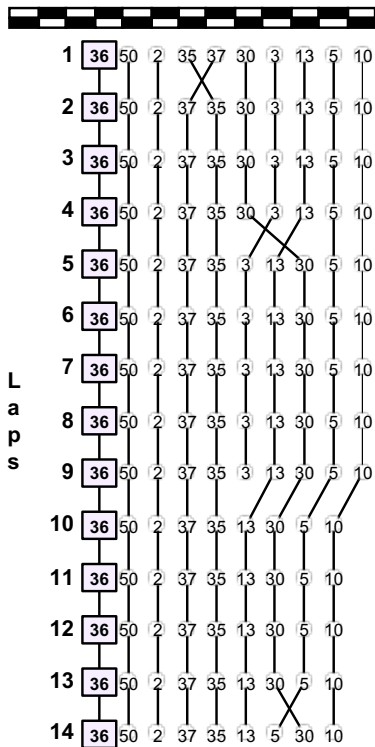 1 36 50 2 35 37 30 3 13 5 10
2 36 50 2 37 35 30 3 13 5 10
3 36 50 2 37 35 30 3 13 5 10
4 36 50 2 37 35 30 3 13 5 10
5 36 50 2 37 35 3 13 30 5 10
6 36 50 2 37 35 3 13 30 5 10
7 36 50 2 37 35 3 13 30 5 10
8 36 50 2 37 35 3 13 30 5 10
9 36 50 2 37 35 3 13 30 5 10
10 36 50 2 37 35 13 30 5 10
11 36 50 2 37 35 13 30 5 10
12 36 50 2 37 35 13 30 5 10
13 36 50 2 37 35 13 30 5 10
14 36 50 2 37 35 13 5 30 10
L
a
p
s